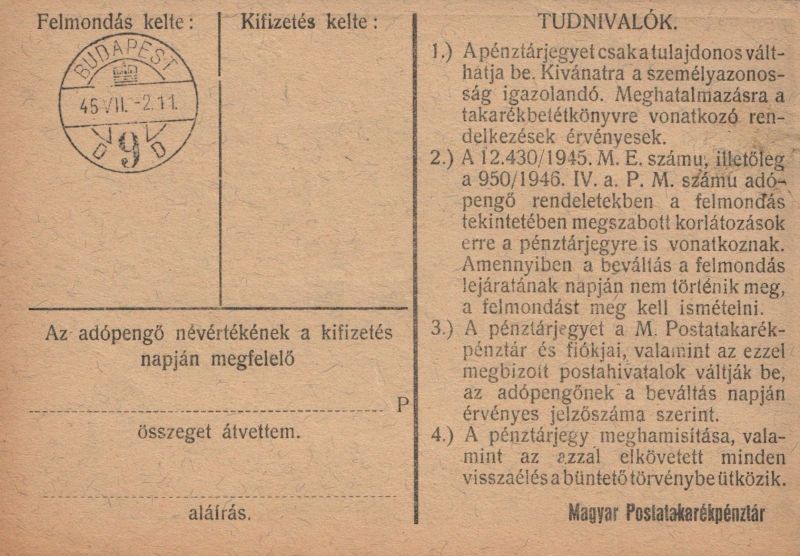 Felmondás kelte :
Kifizetés kelte :
BUDAPEST
45 VII. -2.11.
D 9 D
Az adópengő névértékének a kifizetés
napján megfelelő
P
összeget átvettem.
aláírás.
TUDNIVALÓK.
1.) A pénztárjegyet csak a tulajdonos vált-
hatja be. Kivánatra a személyazonos-
ság igazolandó. Meghatalmazásra a
takarékbetétkönyvre vonatkozó ren-
delkezések érvényesek.
2.) A 12.430/1945. M. E. számu, illetőleg
a 950/1946. IV. a. P. M. számu adó-
pengő rendeletekben a felmondás
tekintetében megszabott korlátozások
erre a pénztárjegyre is vonatkoznak.
Amennyiben a beváltás a felmondás
lejáratának napján nem történik meg,
a felmondást meg kell ismételni.
3.) A pénztárjegyet a M. Postatakarék-
pénztár és fiókjai, valamint az ezzel
megbizott postahivatalok váltják be,
az adópengőnek a beváltás napján
érvényes jelzőszáma szerint.
4.) A pénztárjegy meghamisítása, vala-
mint az azzal elkövetett minden
visszaélés a büntető törvénybe ütközik.
Magyar Postatakarékpénztár